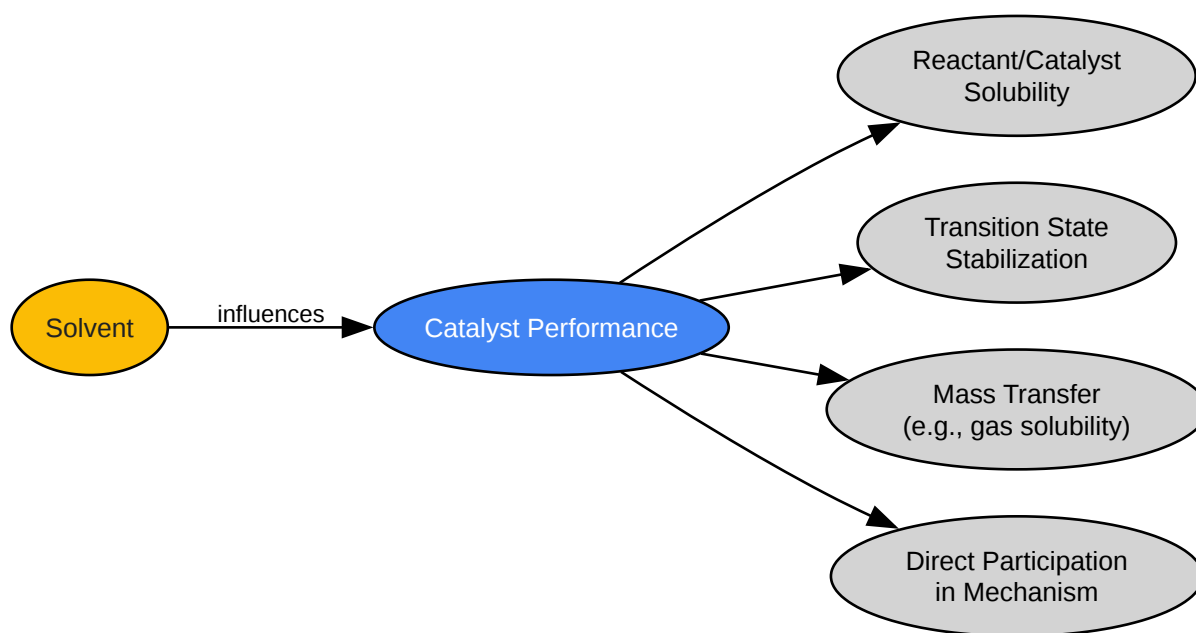 Solvent
influences
Catalyst Performance
Reactant/Catalyst
Solubility
Transition State
Stabilization
Mass Transfer
(e.g., gas solubility)
Direct Participation
in Mechanism